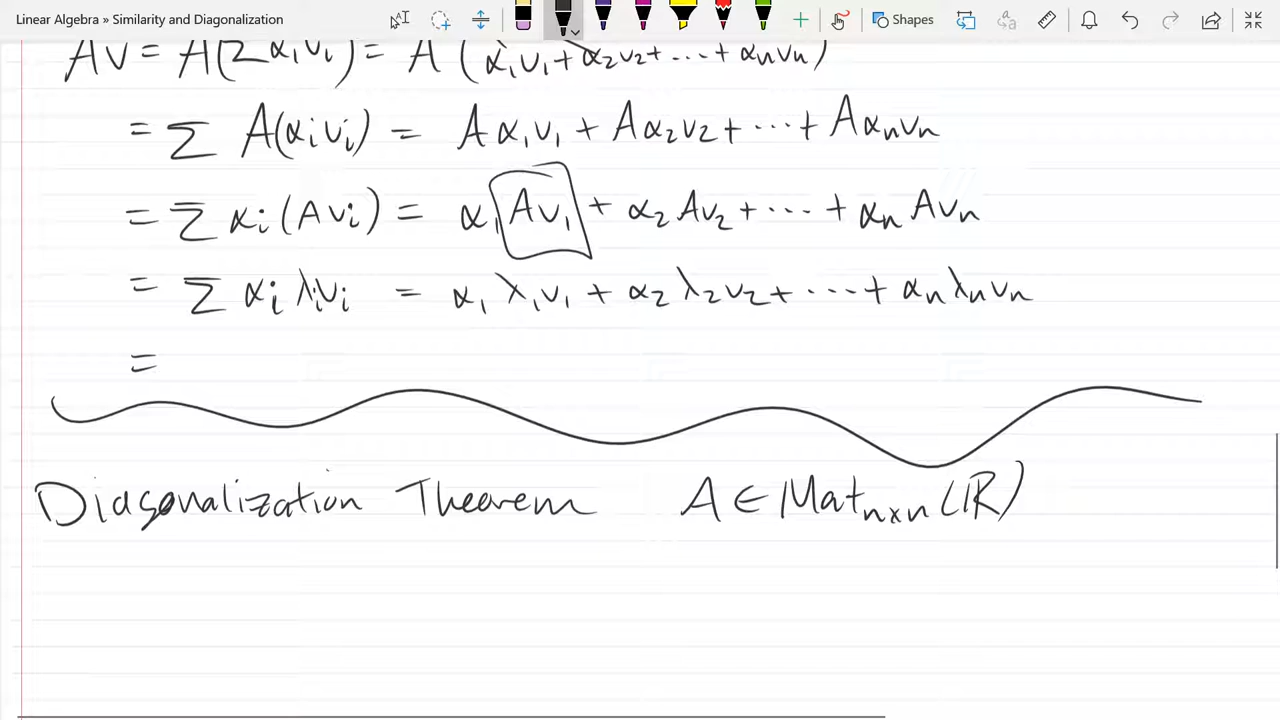 Linear Algebra » Similarity and Diagonalization
Shapes
Av = A(Σαᵢvᵢ) = A(α₁v₁+α₂v₂+....+αₙvₙ)
= Σ A(αᵢvᵢ) = Aα₁v₁ + Aα₂v₂+....+ Aαₙvₙ
= Σ αᵢ(Avᵢ) = α₁Av₁ + α₂Av₂+....+ αₙAvₙ
= Σ αᵢλᵢvᵢ = α₁λ₁v₁ + α₂λ₂v₂+....+ αₙλₙvₙ
=
Diagonalization Theorem A ∈ Matₙₓₙ(ℝ)